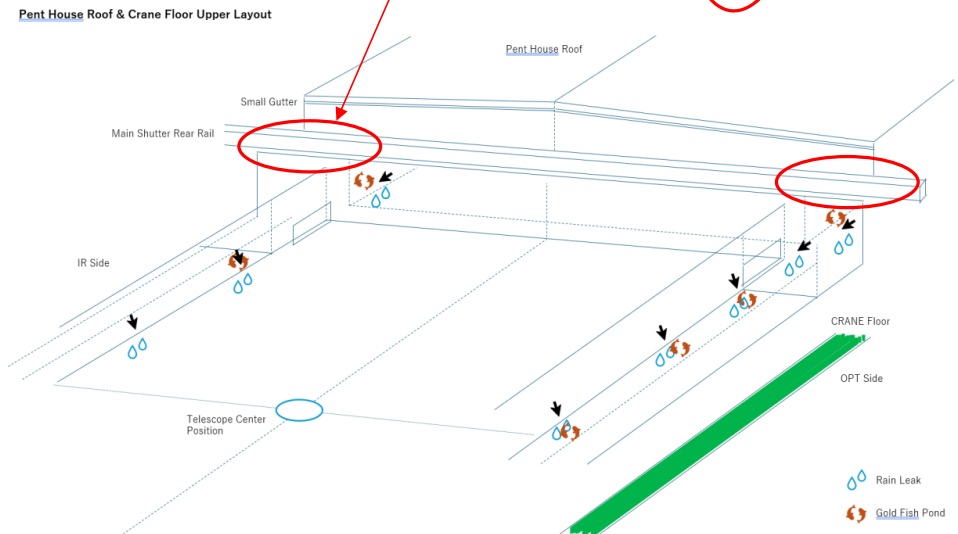 Pent House Roof & Crane Floor Upper Layout
Pent House Roof
Small Gutter
Main Shutter Rear Rail
IR Side
CRANE Floor
OPT Side
Telescope Center
Position
Rain Leak
Gold Fish Pond